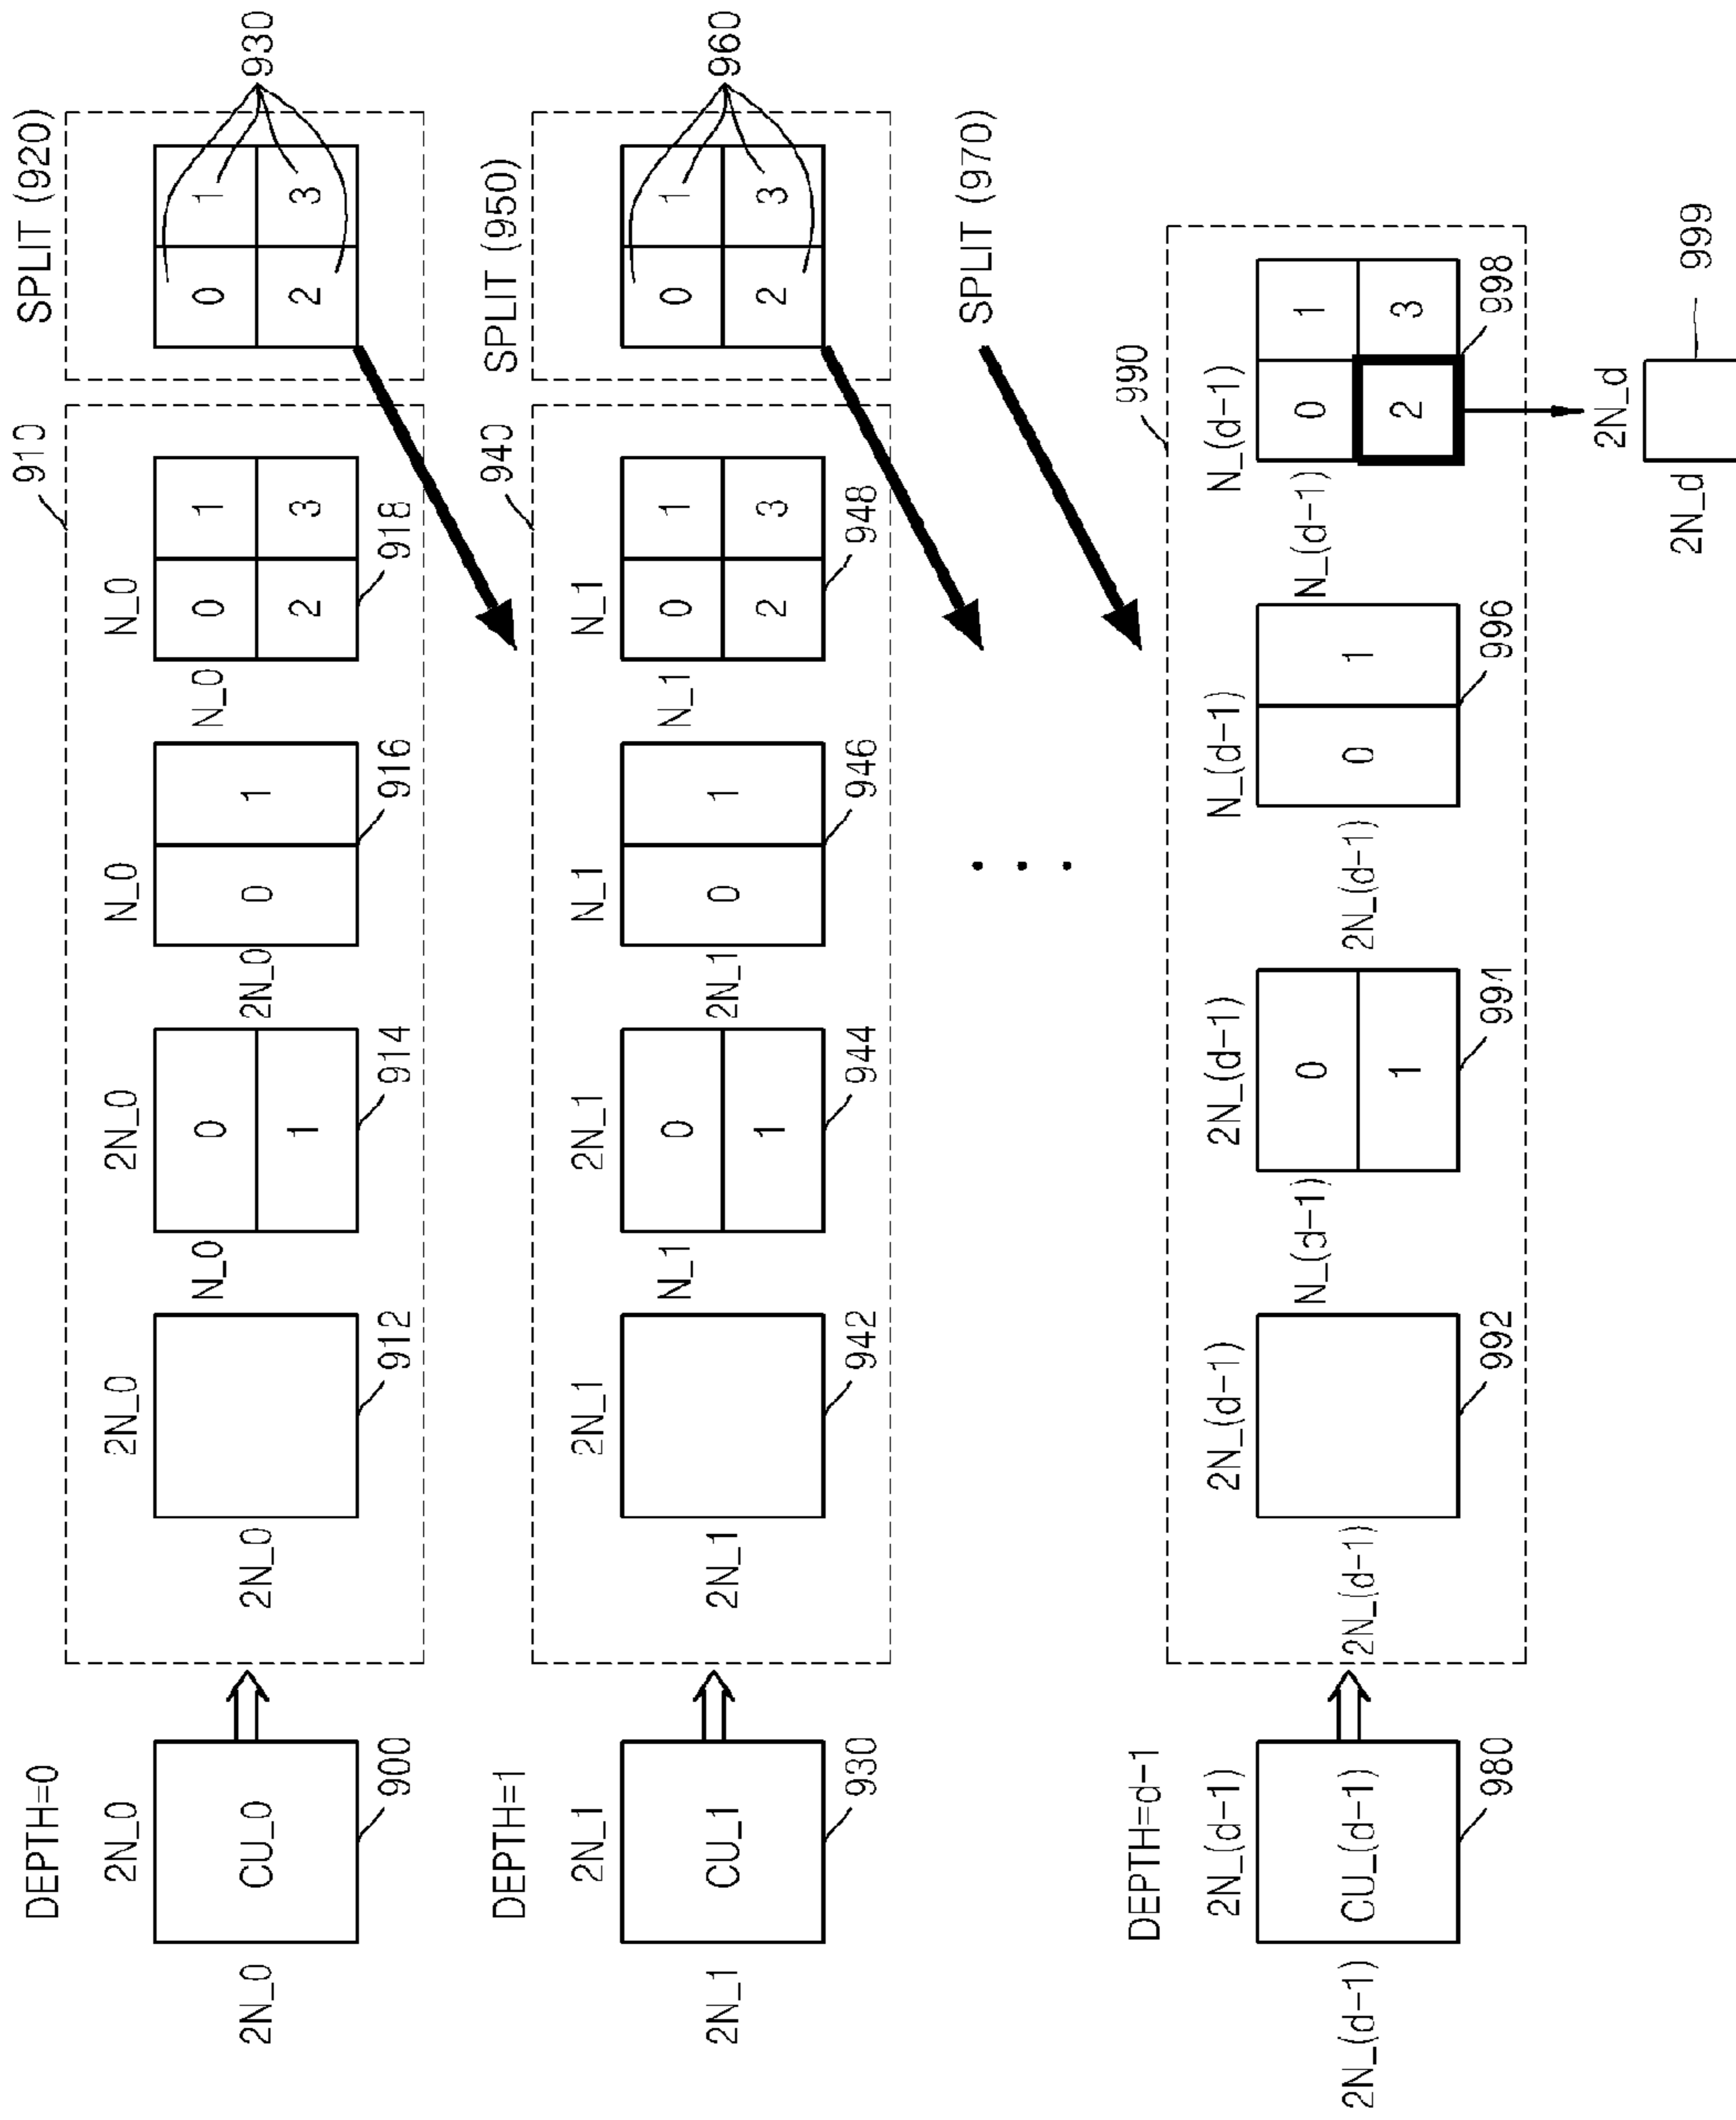 DEPTH=0
2N_0
2N_0
CU_0
900
910
2N_0
2N_0
912
2N_0
N_0
0
1
914
N_0
2N_0
0
1
916
N_0
N_0
0
1
2
3
918
SPLIT (920)
0
1
2
3
930
DEPTH=1
2N_1
2N_1
CU_1
930
940
2N_1
2N_1
942
2N_1
N_1
0
1
944
N_1
2N_1
0
1
946
N_1
N_1
0
1
2
3
948
SPLIT (950)
0
1
2
3
960
SPLIT (970)
. . .
DEPTH=d-1
2N_(d-1)
2N_(d-1)
CU_(d-1)
980
990
2N_(d-1)
2N_(d-1)
992
2N_(d-1)
N_(d-1)
0
1
994
N_(d-1)
2N_(d-1)
0
1
996
N_(d-1)
N_(d-1)
0
1
2
3
998
2N_d
2N_d
999